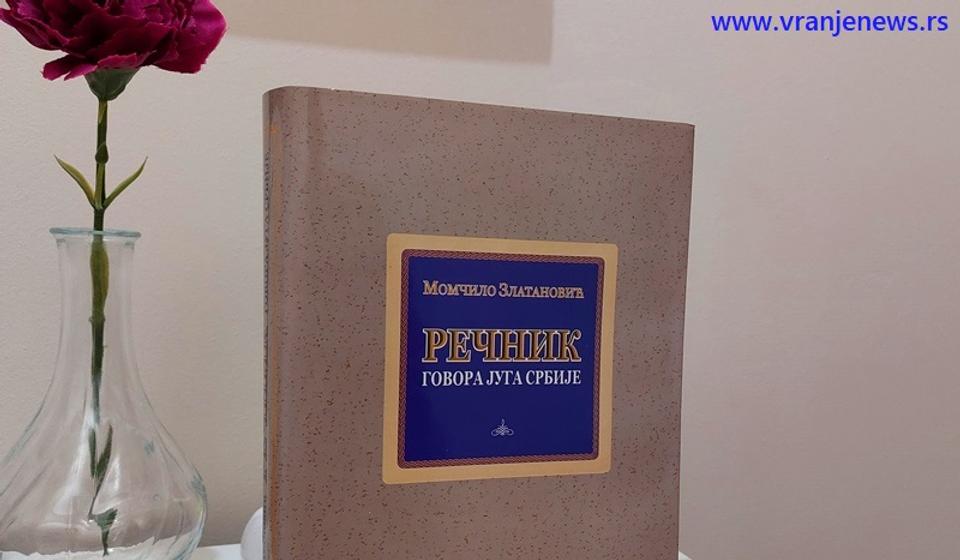 www.vranjenews.rs
МОМЧИЛО ЗЛАТАНОВИЋ
РЕЧНИК
ГОВОРА ЈУГА СРБИЈЕ